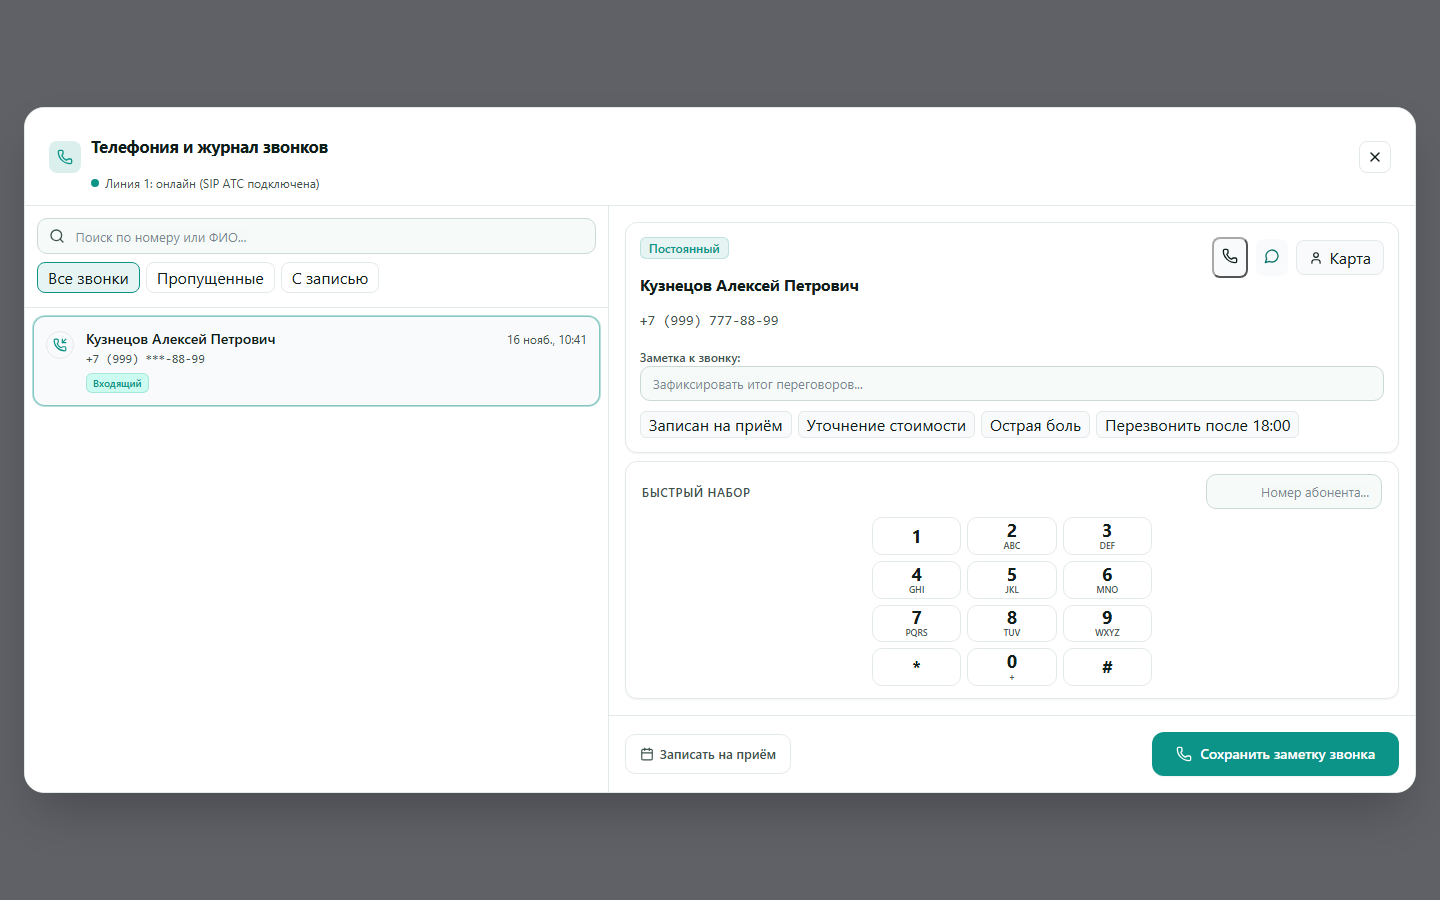 Телефония и журнал звонков
Линия 1: онлайн (SIP АТС подключена)
Поиск по номеру или ФИО...
Все звонки
Пропущенные
С записью
Кузнецов Алексей Петрович
16 нояб., 10:41
+7 (999) ***-88-99
Входящий
Постоянный
Карта
Кузнецов Алексей Петрович
+7 (999) 777-88-99
Заметка к звонку:
Зафиксировать итог переговоров...
Записан на приём
Уточнение стоимости
Острая боль
Перезвонить после 18:00
БЫСТРЫЙ НАБОР
Номер абонента...
1
2
ABC
3
DEF
4
GHI
5
JKL
6
MNO
7
PQRS
8
TUV
9
WXYZ
*
0
+
#
Записать на приём
Сохранить заметку звонка